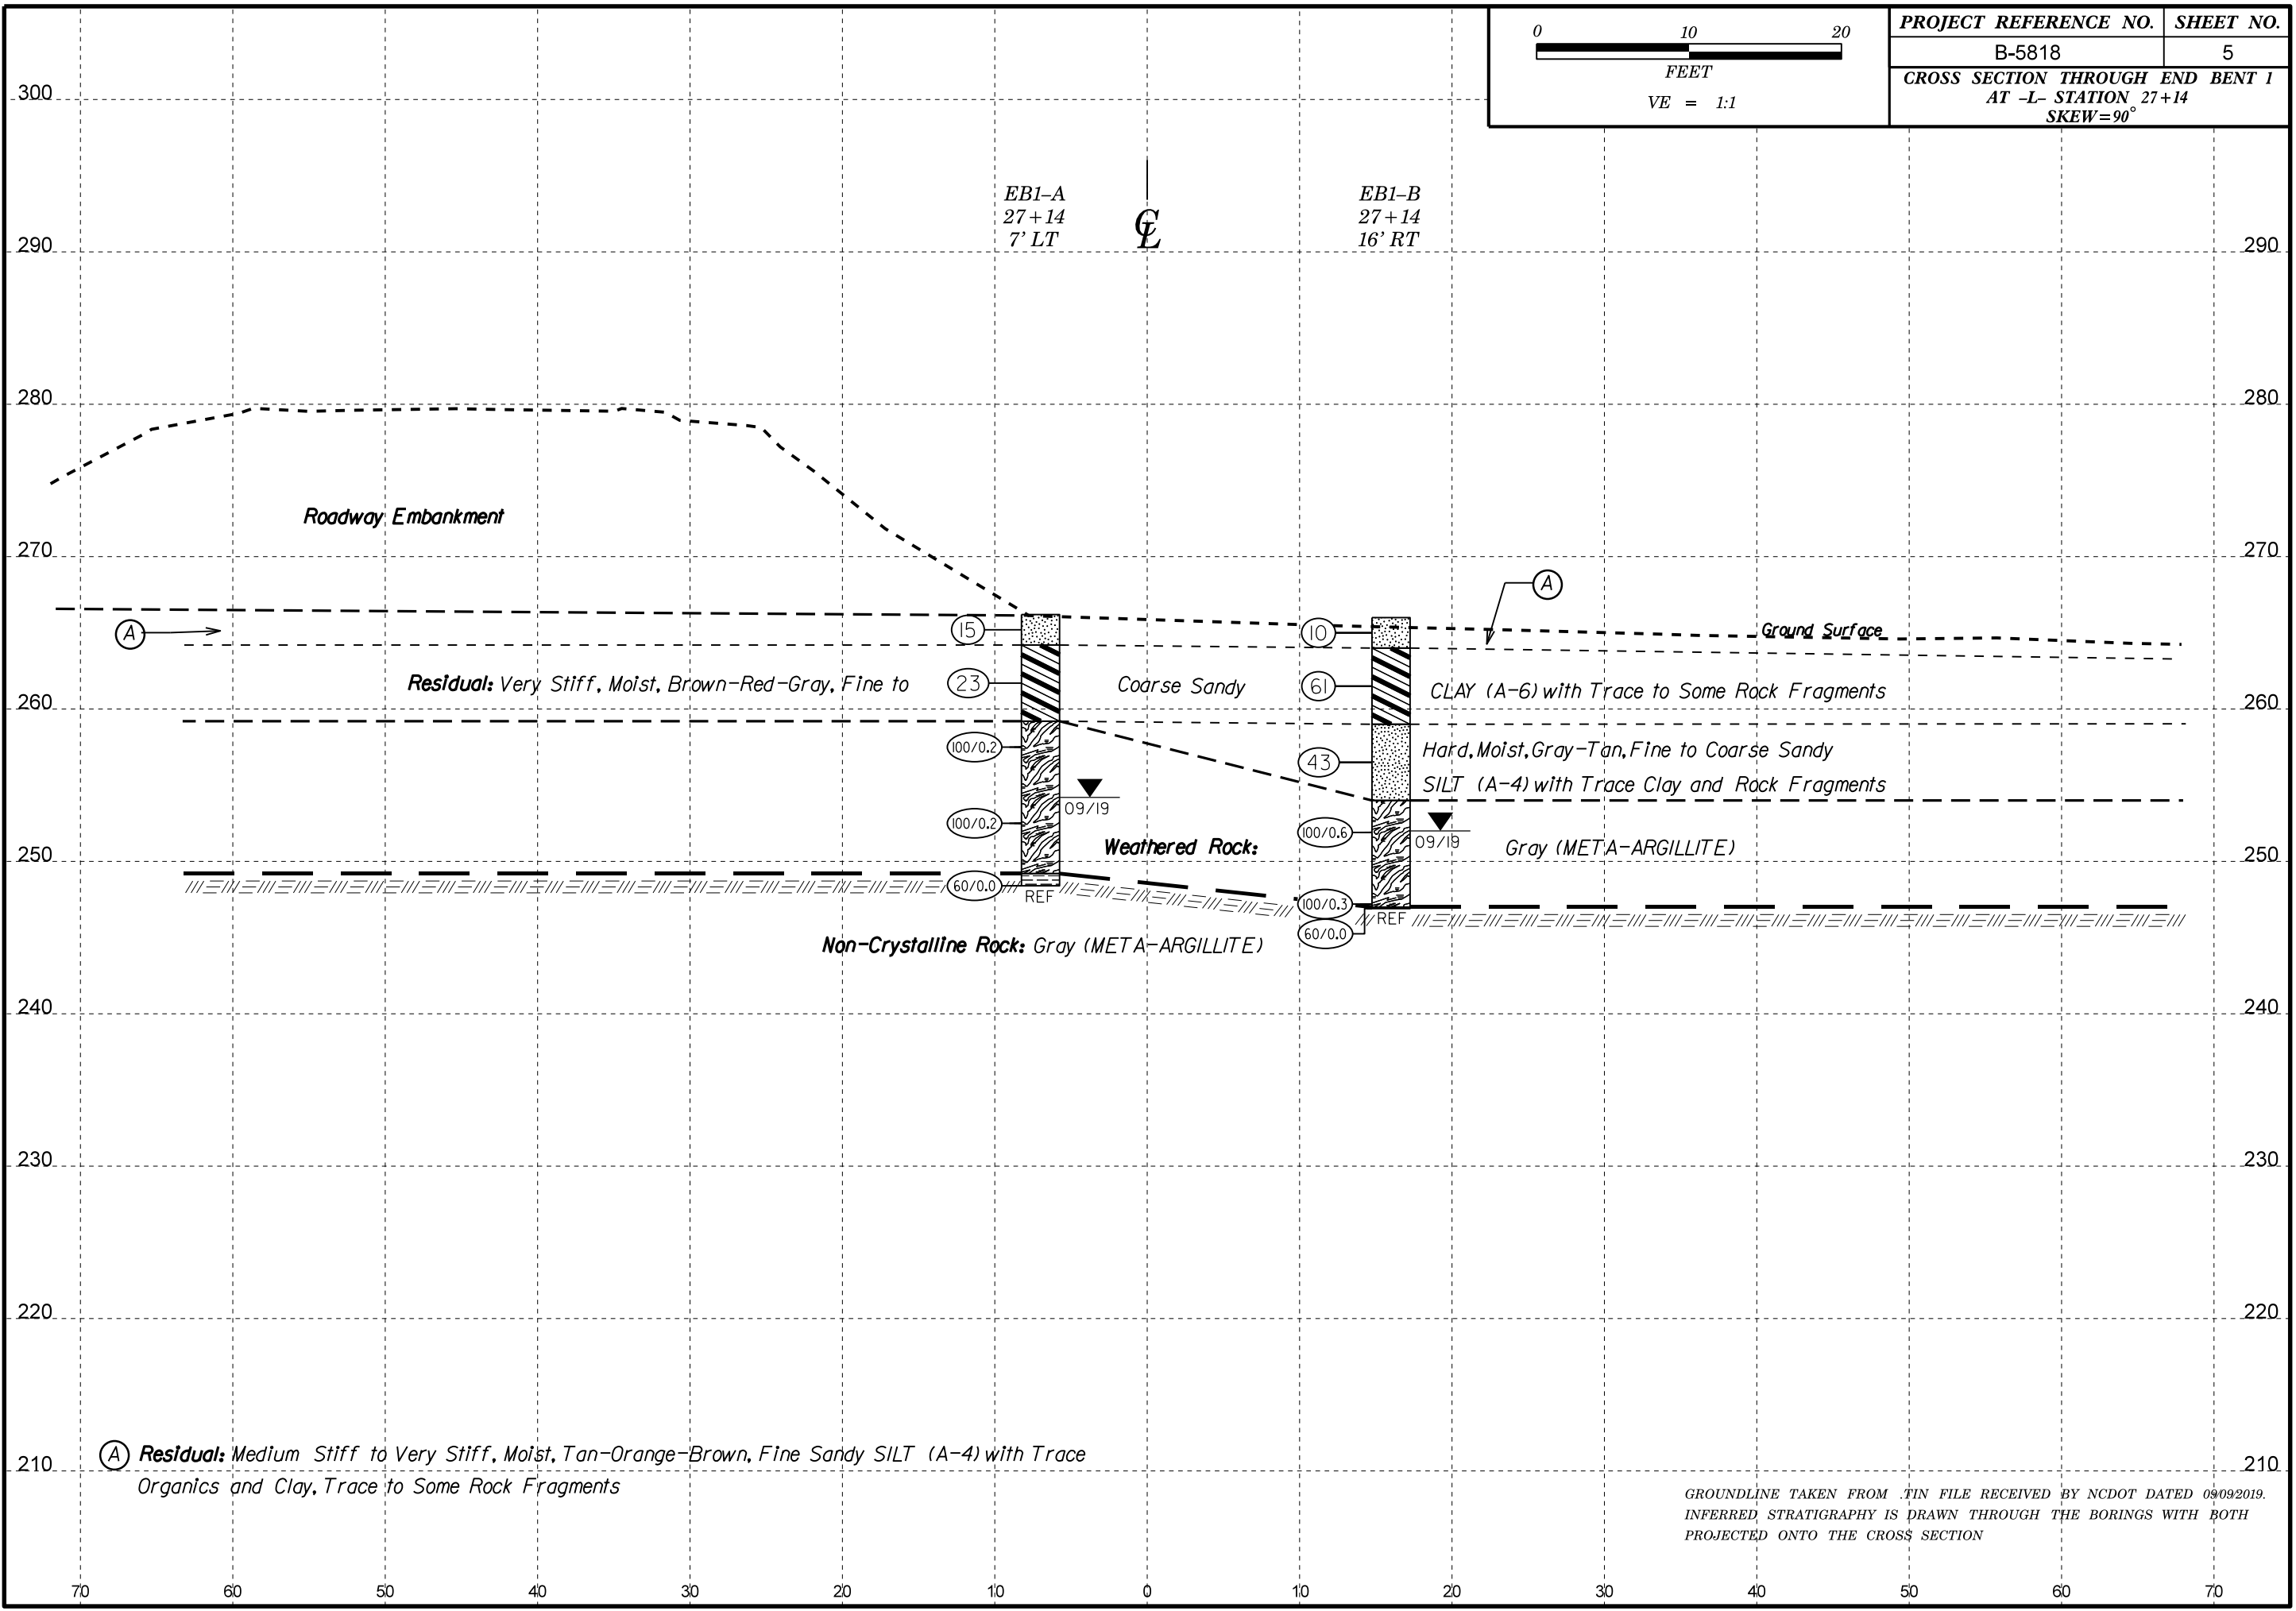 0 10 20
FEET
VE = 1:1
PROJECT REFERENCE NO. SHEET NO.
B-5818 5
CROSS SECTION THROUGH END BENT 1
AT -L- STATION 27+14
SKEW=90°
300
EB1-A
27+14
7' LT
℄
EB1-B
27+14
16' RT
290 290
280 280
Roadway Embankment
270 270
A
A
15
10
Ground Surface
Residual: Very Stiff, Moist, Brown-Red-Gray, Fine to
23
Coarse Sandy
61
CLAY (A-6) with Trace to Some Rock Fragments
260 260
100/0.2
43
Hard, Moist, Gray-Tan, Fine to Coarse Sandy
SILT (A-4) with Trace Clay and Rock Fragments
09/19
100/0.2
100/0.6
09/19
Weathered Rock:
Gray (META-ARGILLITE)
250 250
60/0.0
REF
100/0.3
REF
60/0.0
Non-Crystalline Rock: Gray (META-ARGILLITE)
240 240
230 230
220 220
A Residual: Medium Stiff to Very Stiff, Moist, Tan-Orange-Brown, Fine Sandy SILT (A-4) with Trace
Organics and Clay, Trace to Some Rock Fragments
210 210
GROUNDLINE TAKEN FROM .TIN FILE RECEIVED BY NCDOT DATED 09/09/2019.
INFERRED STRATIGRAPHY IS DRAWN THROUGH THE BORINGS WITH BOTH
PROJECTED ONTO THE CROSS SECTION
70 60 50 40 30 20 10 0 10 20 30 40 50 60 70